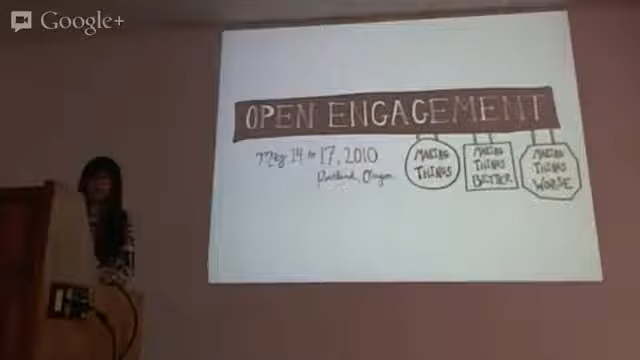 Google+
OPEN ENGAGEMENT
May 14 to 17, 2010
Portland, Oregon
MAKING
THINGS
MAKING
THINGS
BETTER
MAKING
THINGS
WORSE